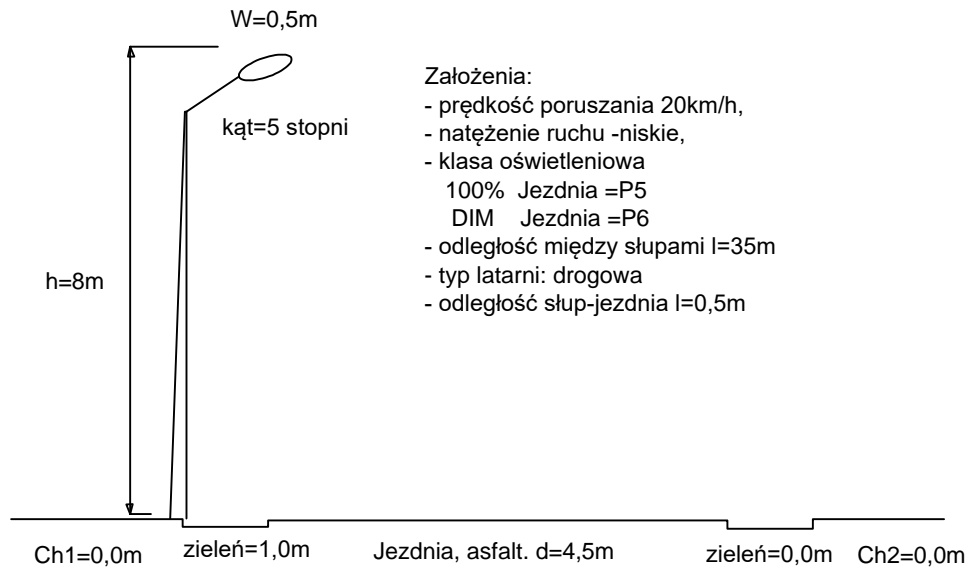 W=0,5m
kąt=5 stopni
h=8m
Założenia:
- prędkość poruszania 20km/h,
- natężenie ruchu -niskie,
- klasa oświetleniowa
100% Jezdnia =P5
DIM Jezdnia =P6
- odległość między słupami l=35m
- typ latarni: drogowa
- odległość słup-jezdnia l=0,5m
Ch1=0,0m
zieleń=1,0m
Jezdnia, asfalt. d=4,5m
zieleń=0,0m
Ch2=0,0m